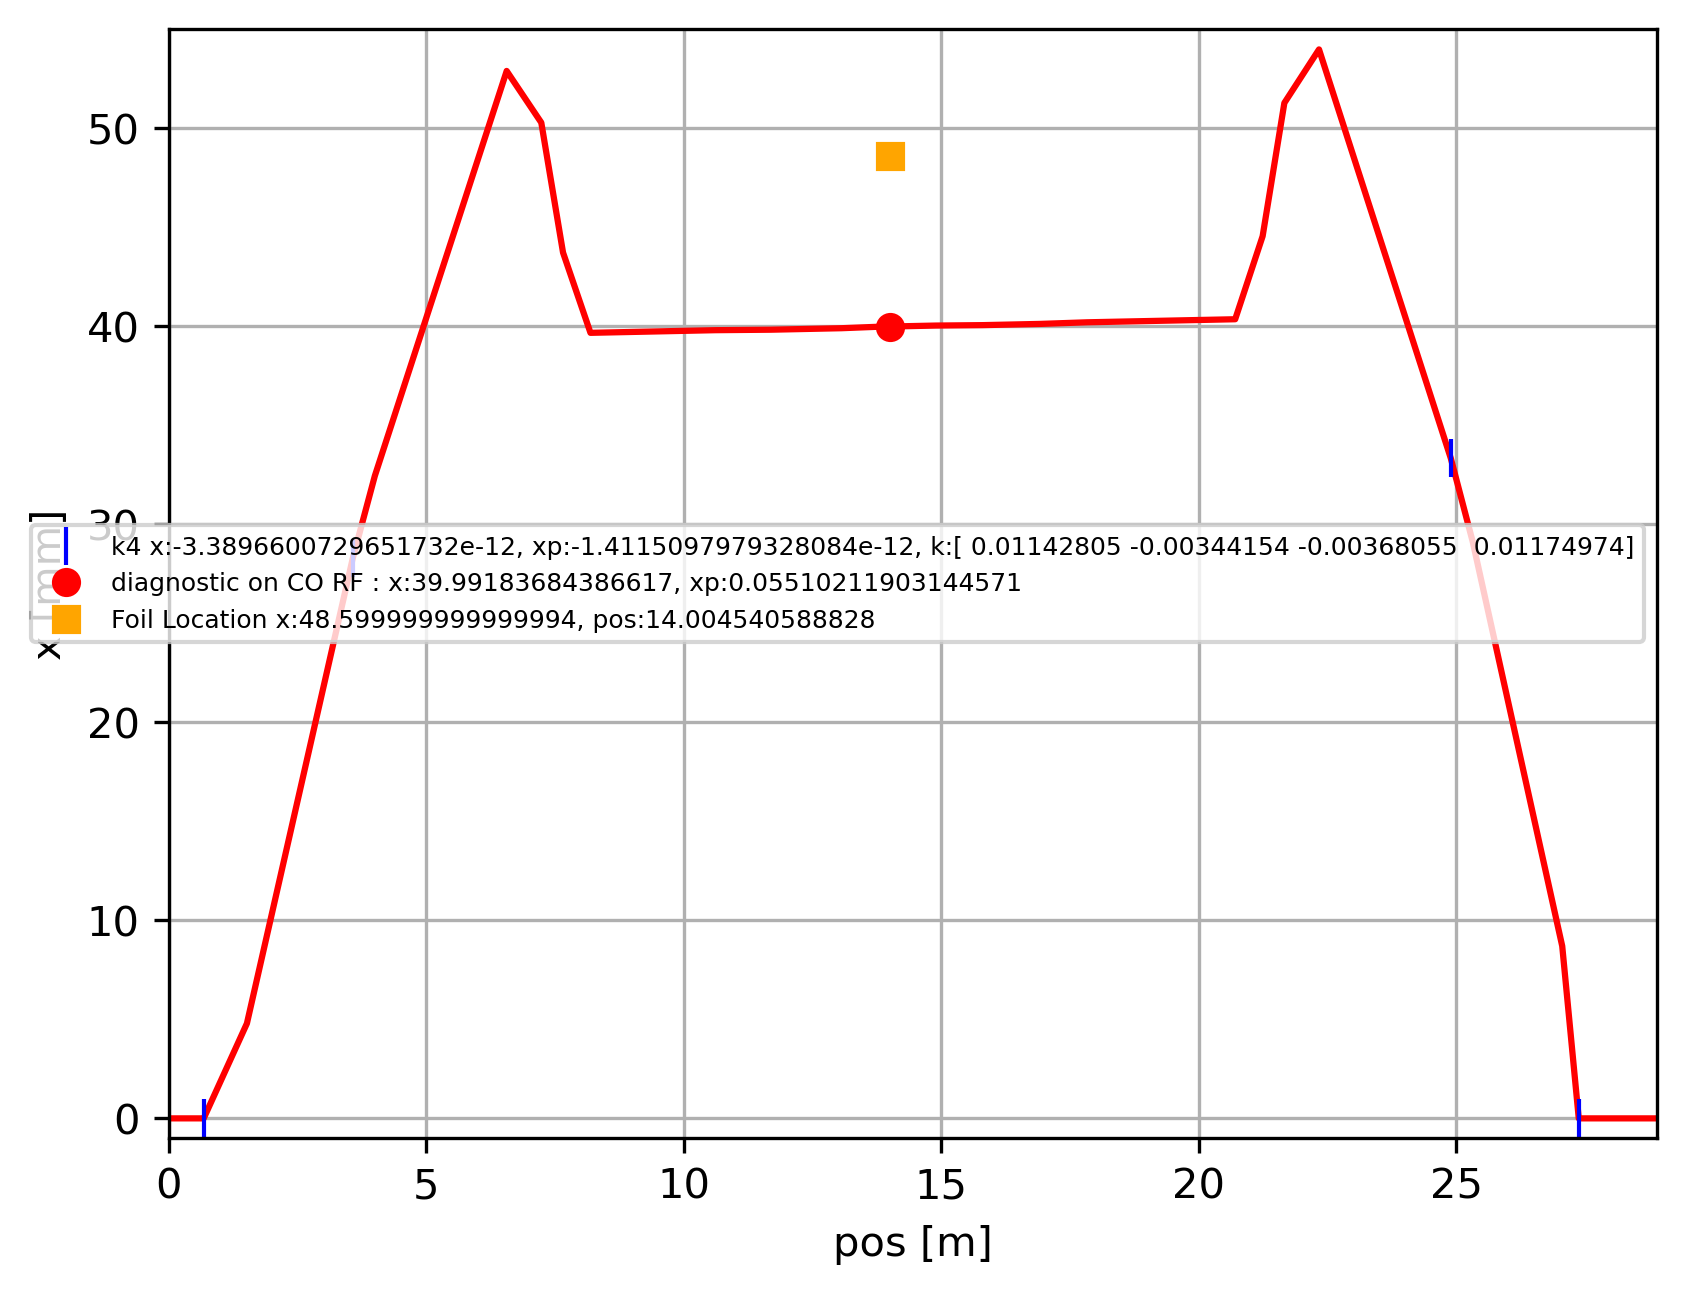 50
40
30
x [mm]
k4 x:-3.3896600729651732e-12, xp:-1.4115097979328084e-12, k:[ 0.01142805 -0.00344154 -0.00368055  0.01174974]
diagnostic on CO RF : x:39.99183684386617, xp:0.05510211903144571
Foil Location x:48.599999999999994, pos:14.004540588828
20
10
0
0 5 10 15 20 25
pos [m]